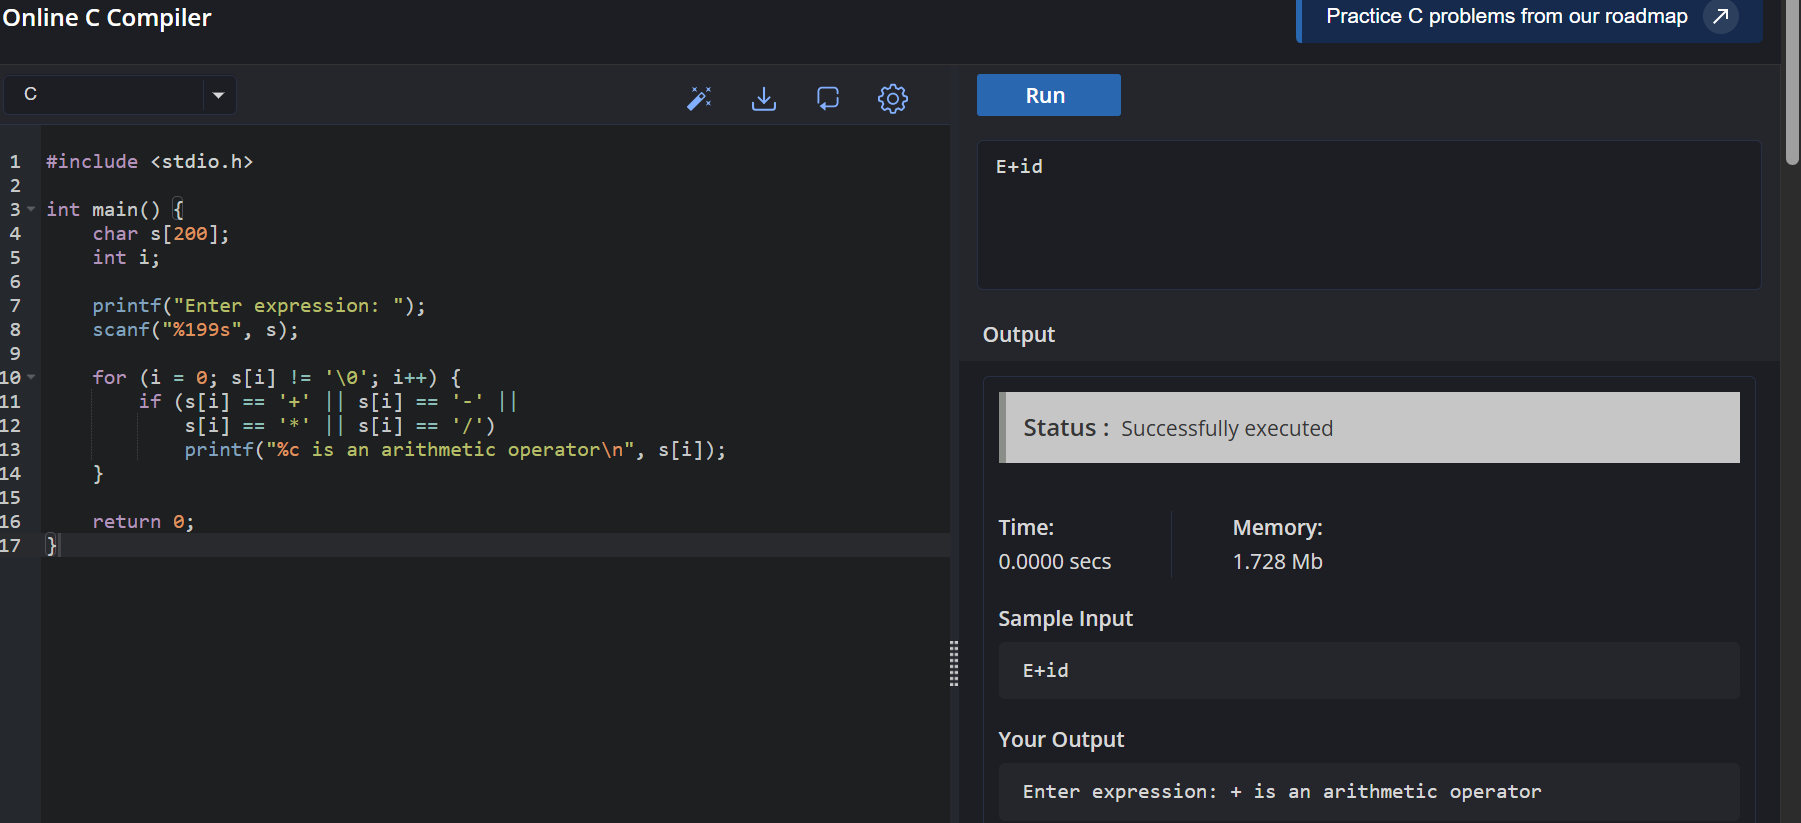 Online C Compiler
Practice C problems from our roadmap
C
Run
1 #include <stdio.h>
2
3 int main() {
4     char s[200];
5     int i;
6
7     printf("Enter expression: ");
8     scanf("%199s", s);
9
10     for (i = 0; s[i] != '\0'; i++) {
11         if (s[i] == '+' || s[i] == '-' ||
12             s[i] == '*' || s[i] == '/')
13             printf("%c is an arithmetic operator\n", s[i]);
14     }
15
16     return 0;
17 }
E+id
Output
Status : Successfully executed
Time:
0.0000 secs
Memory:
1.728 Mb
Sample Input
E+id
Your Output
Enter expression: + is an arithmetic operator